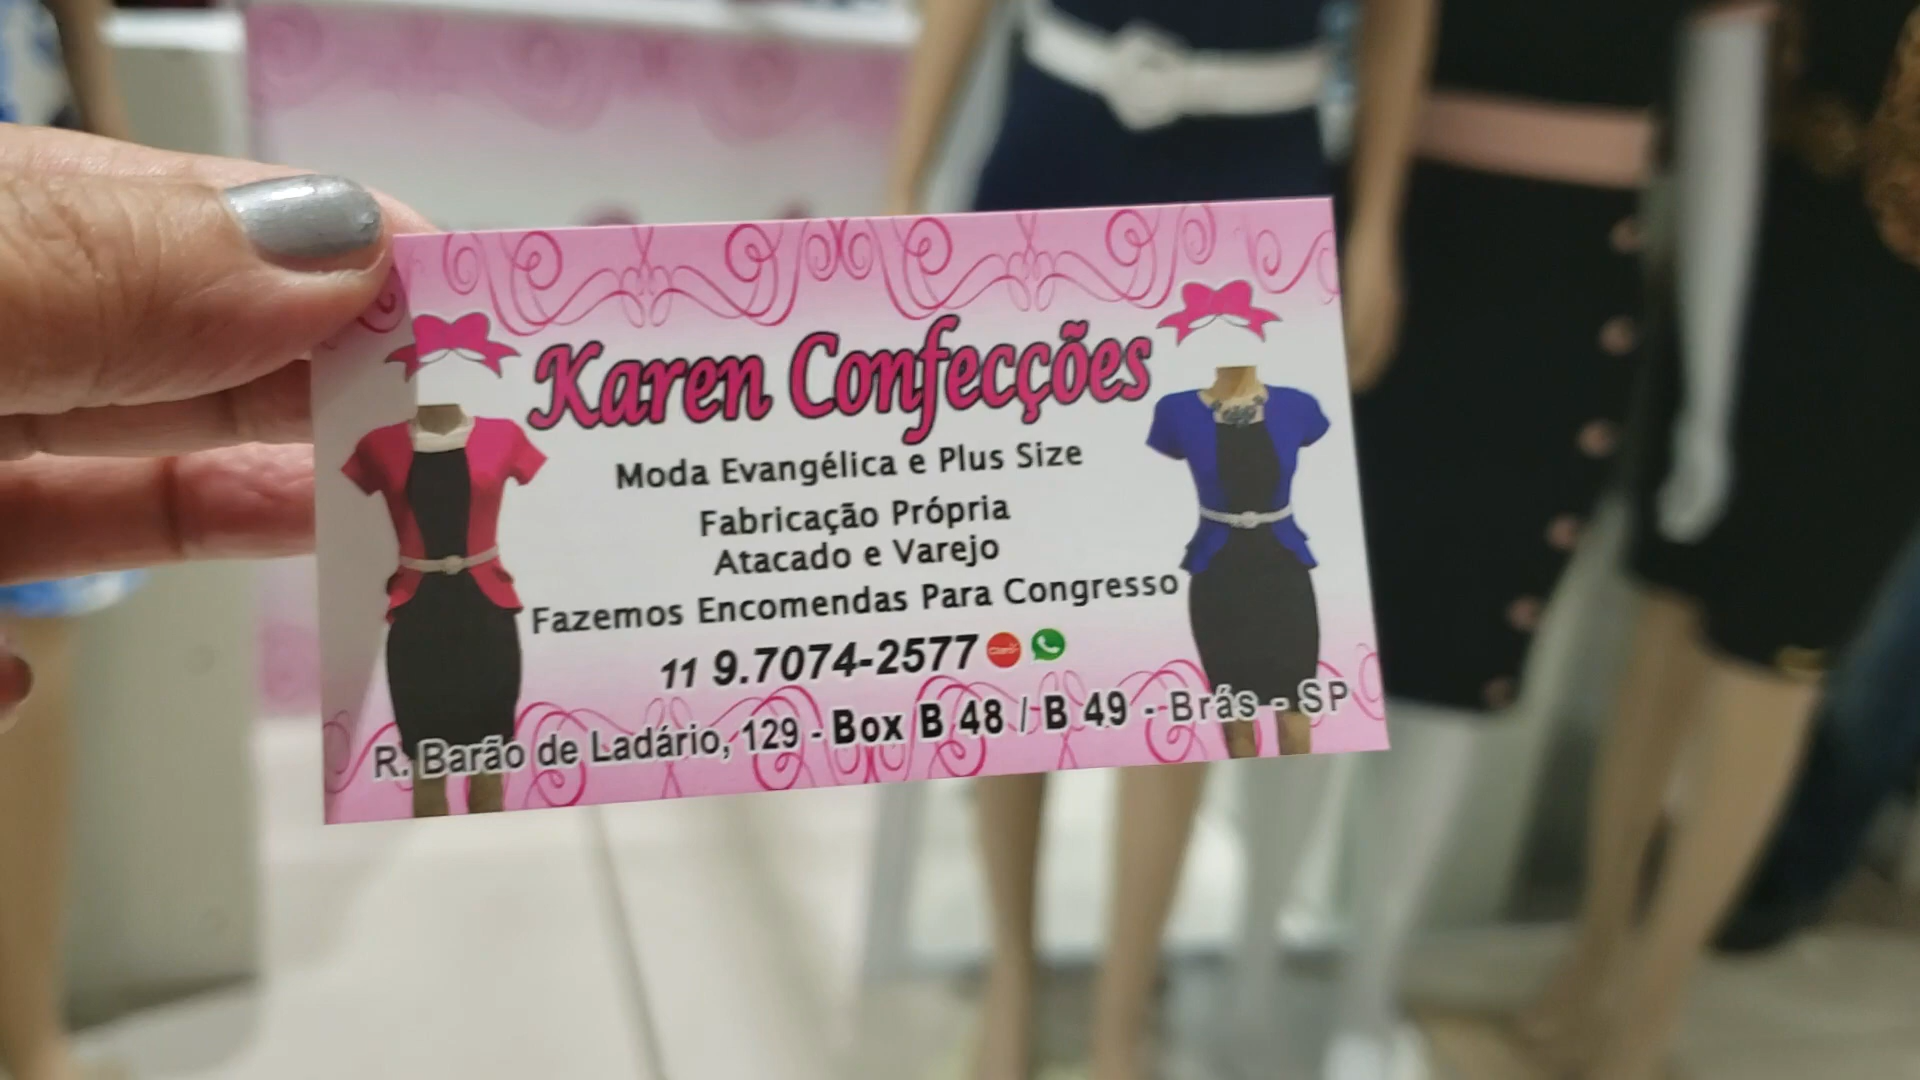 Karen Confecções
Moda Evangélica e Plus Size
Fabricação Própria
Atacado e Varejo
Fazemos Encomendas Para Congresso
11 9.7074-2577 Claro
R. Barão de Ladário, 129 - Box B 48 / B 49 - Brás - SP